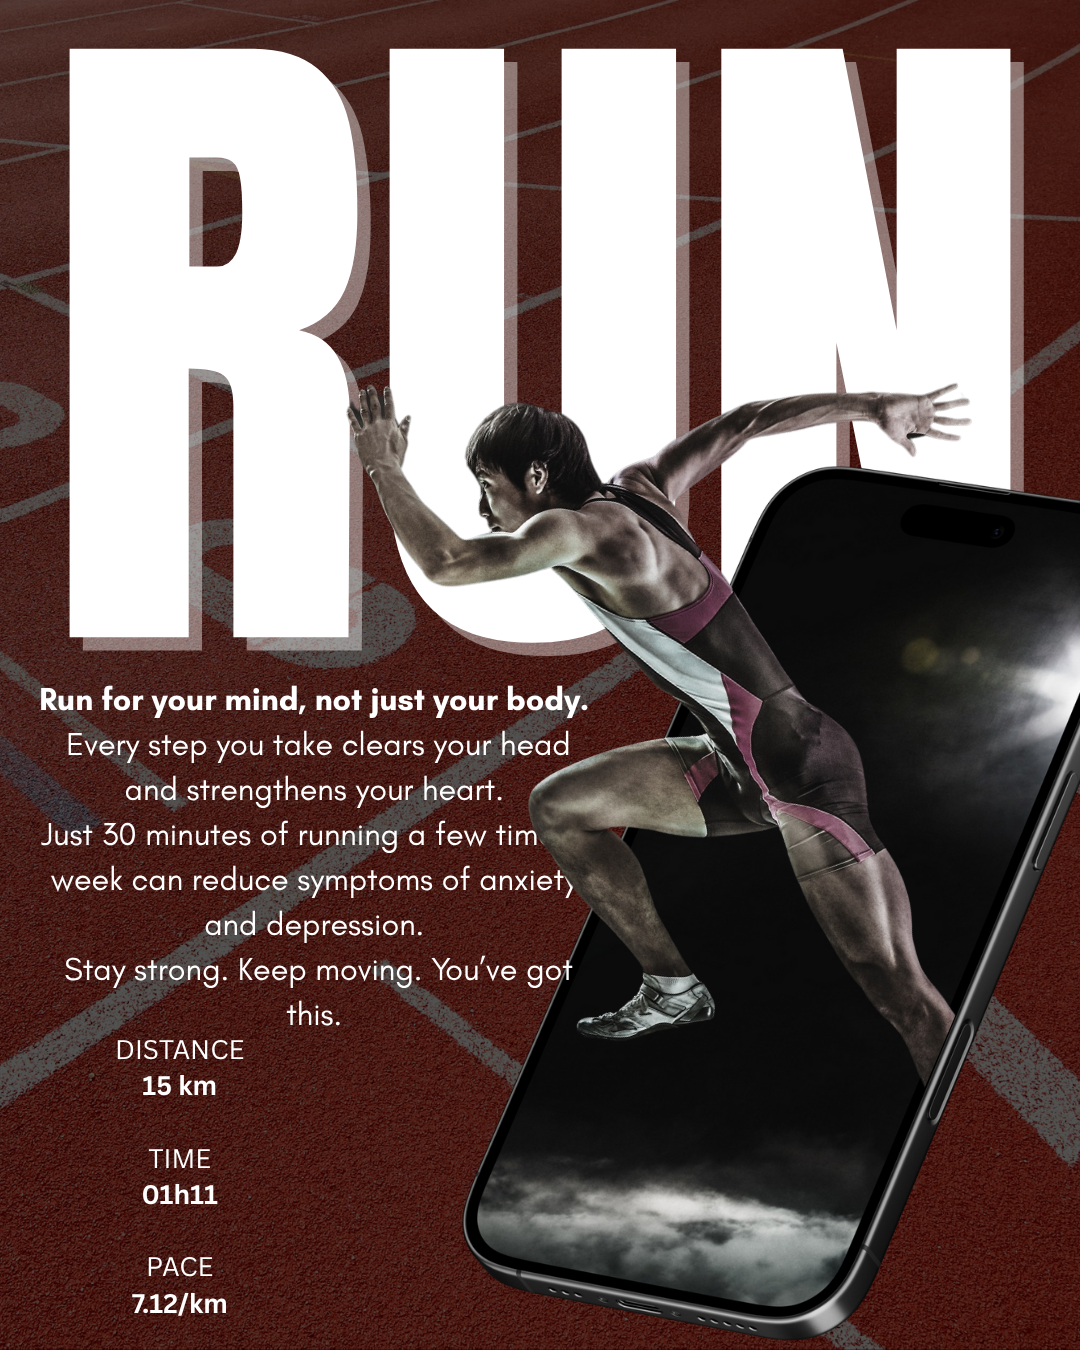 RUN
Run for your mind, not just your body.
Every step you take clears your head
and strengthens your heart.
Just 30 minutes of running a few
week can reduce symptoms of anxiety
and depression.
Stay strong. Keep moving. You’ve got
this.
DISTANCE
15 km
TIME
01h11
PACE
7.12/km